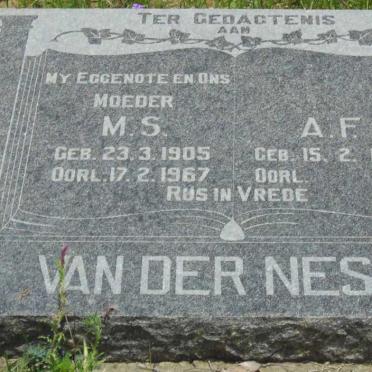 TER GEDAGTENIS
AAN
MY EGGENOTE EN ONS
MOEDER
M.S.
GEB. 23.3.1905
OORL. 17.2.1967
A.F.
GEB. 15.2.
OORL.
RUS IN VREDE
VAN DER NES